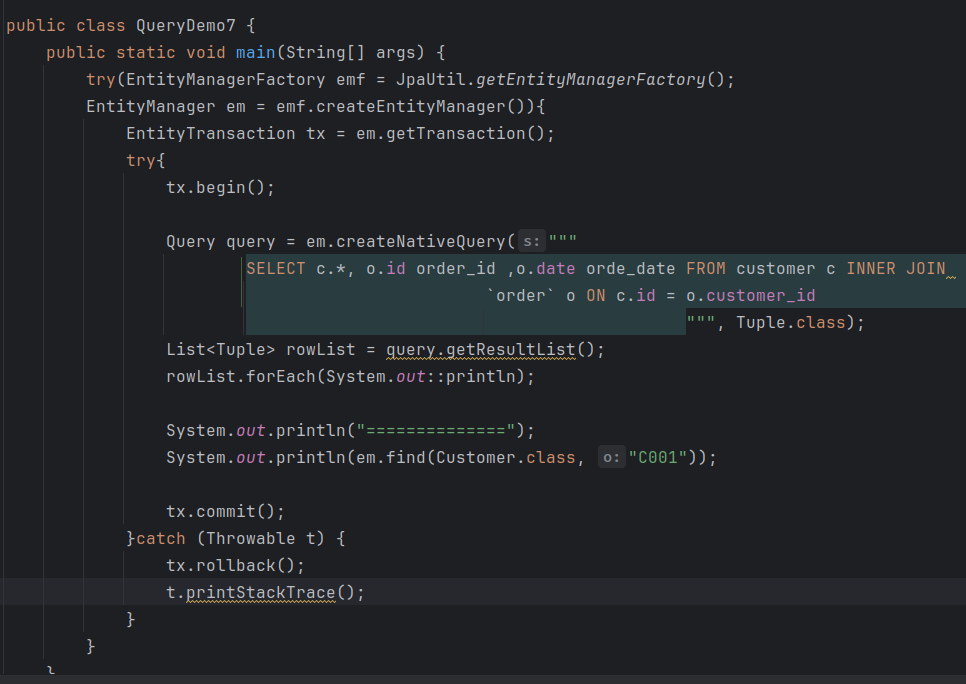 public class QueryDemo7 {
public static void main(String[] args) {
try(EntityManagerFactory emf = JpaUtil.getEntityManagerFactory();
EntityManager em = emf.createEntityManager()){
EntityTransaction tx = em.getTransaction();
try{
tx.begin();
Query query = em.createNativeQuery( s: """
SELECT c.*, o.id order_id ,o.date orde_date FROM customer c INNER JOIN
`order` o ON c.id = o.customer_id
""", Tuple.class);
List<Tuple> rowList = query.getResultList();
rowList.forEach(System.out::println);
System.out.println("==============");
System.out.println(em.find(Customer.class, o: "C001"));
tx.commit();
}catch (Throwable t) {
tx.rollback();
t.printStackTrace();
}
}
}